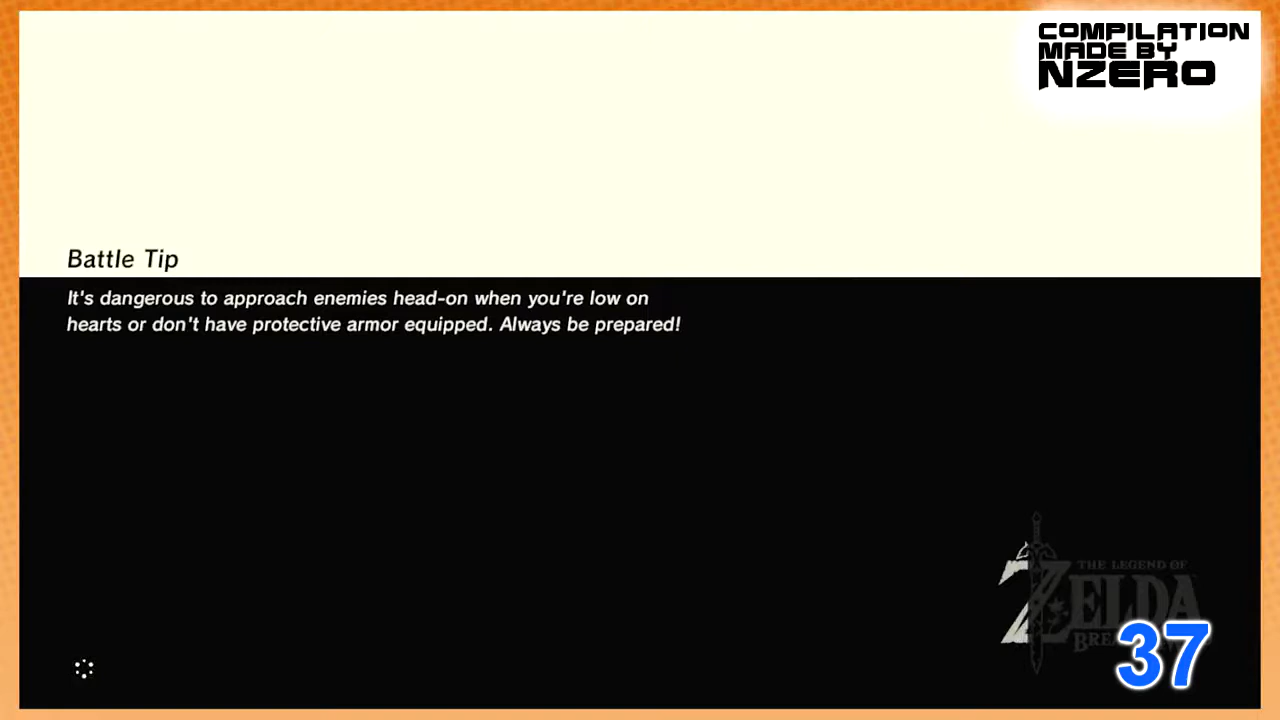 COMPILATION
MADE BY
NZERO
Battle Tip
It's dangerous to approach enemies head-on when you're low on
hearts or don't have protective armor equipped. Always be prepared!
THE LEGEND OF
ZELDA
37